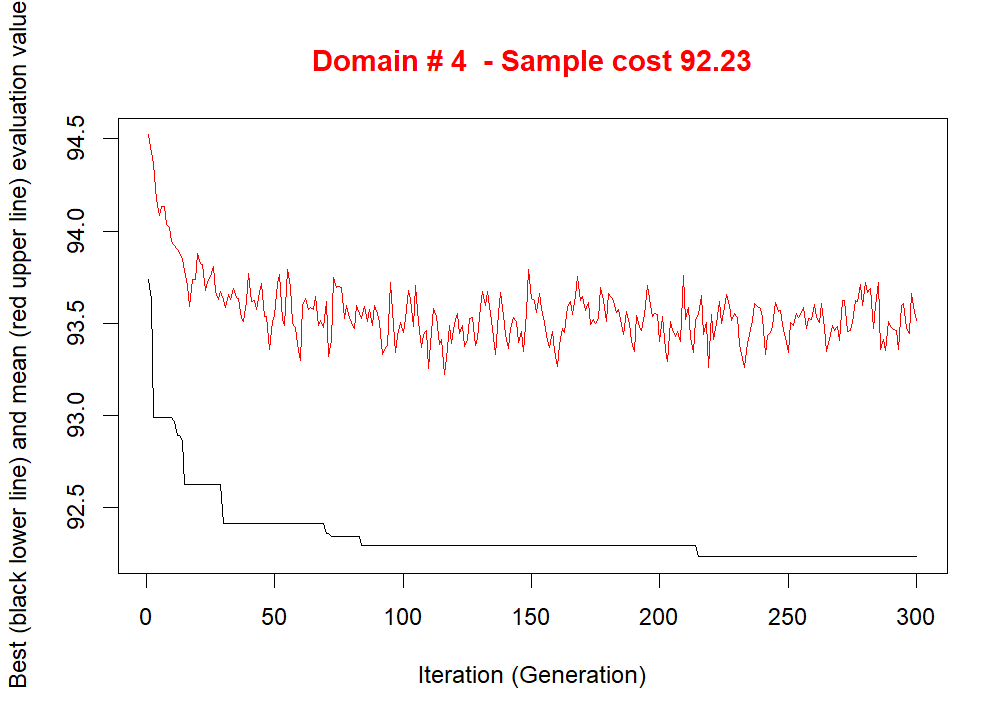 Domain # 4  - Sample cost 92.23
Best (black lower line) and mean (red upper line) evaluation value
94.5
94.0
93.5
93.0
92.5
0 50 100 150 200 250 300
Iteration (Generation)